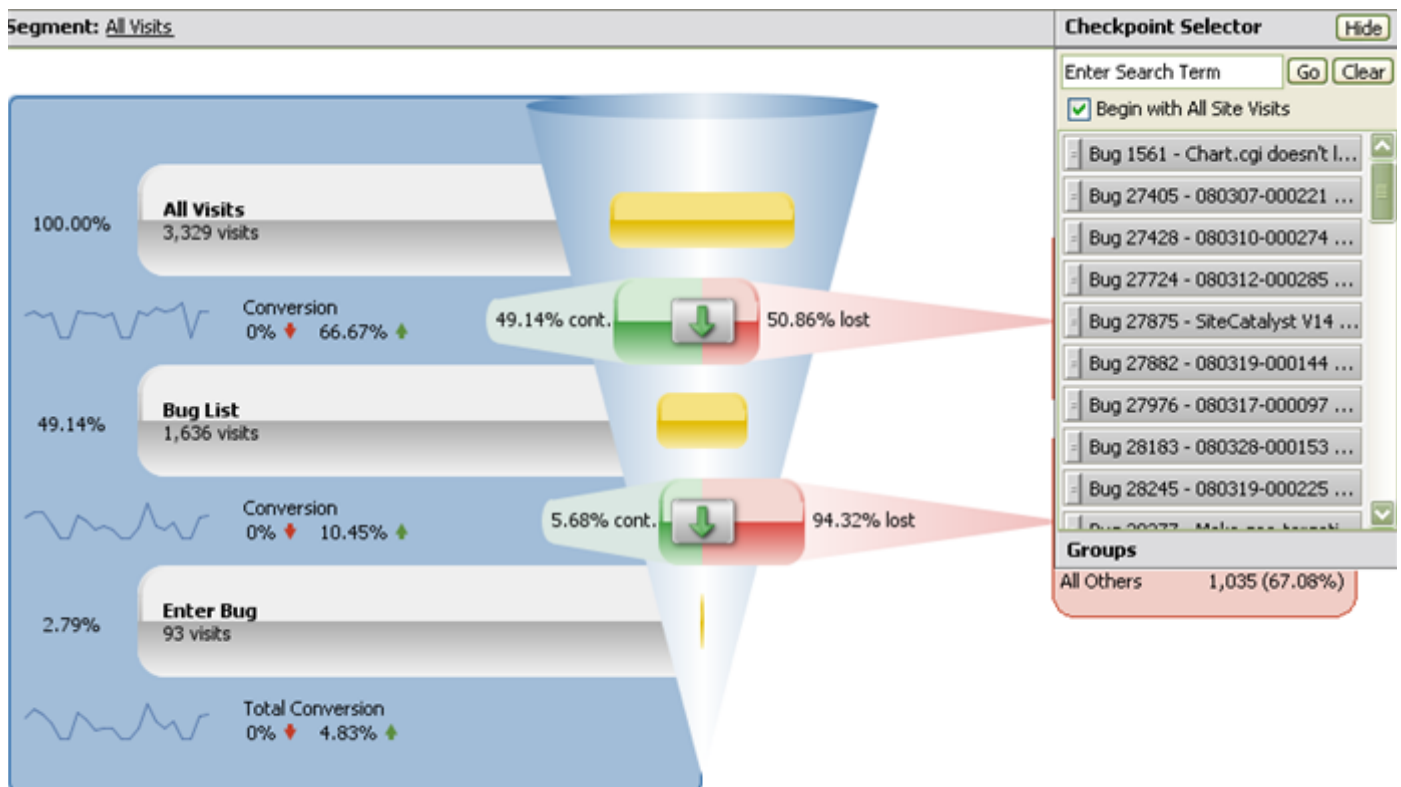 Segment: All Visits
Checkpoint Selector Hide
Enter Search Term Go Clear
Begin with All Site Visits
Bug 1561 - Chart.cgi doesn't l...
Bug 27405 - 080307-000221 ...
Bug 27428 - 080310-000274 ...
Bug 27724 - 080312-000285 ...
Bug 27875 - SiteCatalyst V14 ...
Bug 27882 - 080319-000144 ...
Bug 27976 - 080317-000097 ...
Bug 28183 - 080328-000153 ...
Bug 28245 - 080319-000225 ...
Groups
All Others 1,035 (67.08%)
100.00%
All Visits
3,329 visits
Conversion
0% 66.67%
49.14% cont. 50.86% lost
49.14%
Bug List
1,636 visits
Conversion
0% 10.45%
5.68% cont. 94.32% lost
2.79%
Enter Bug
93 visits
Total Conversion
0% 4.83%